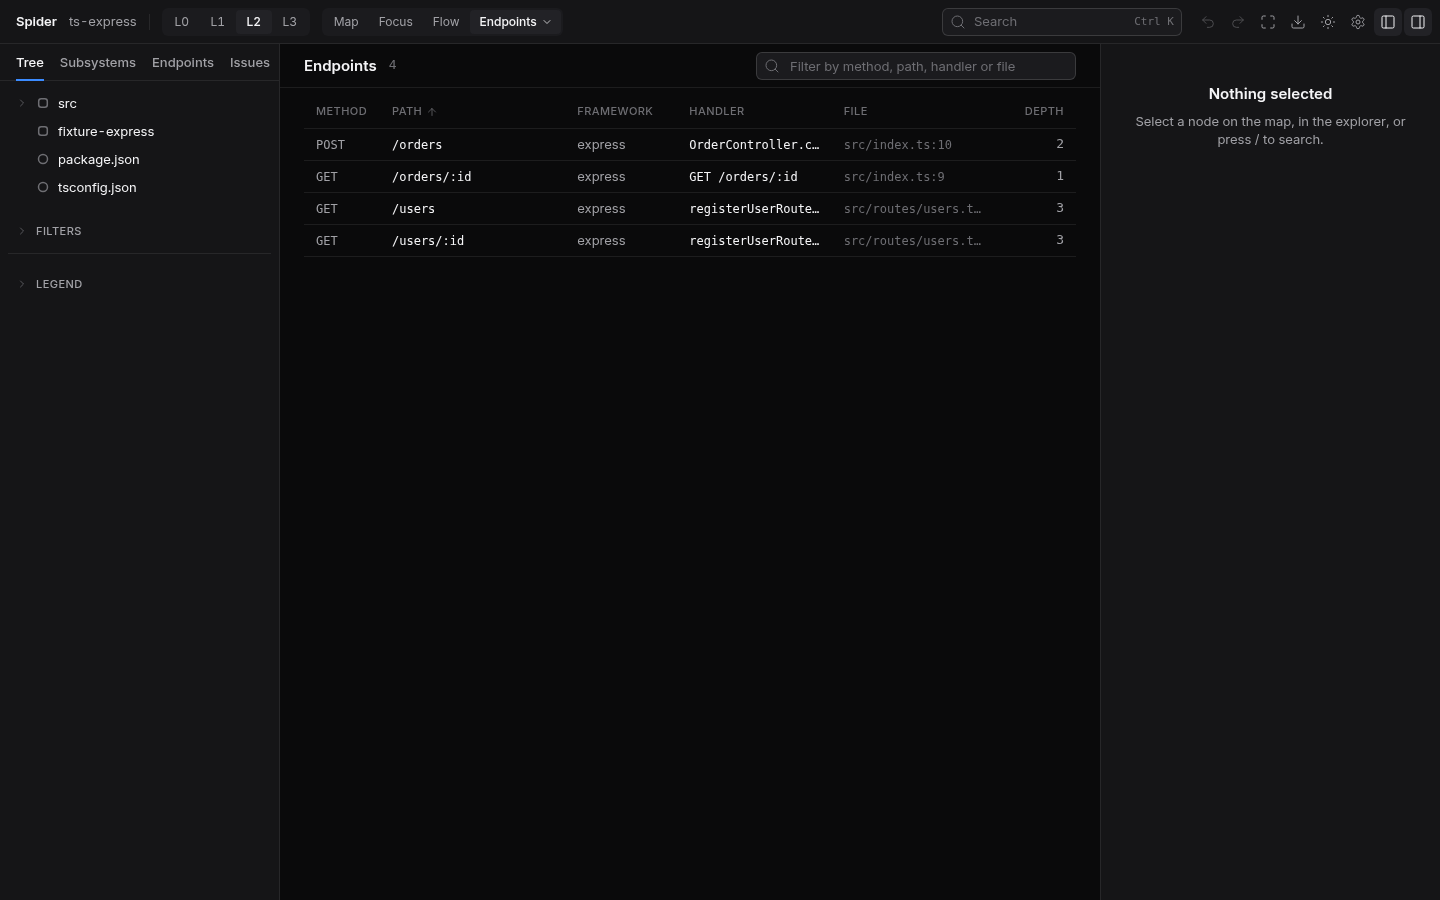 Spider ts-express L0 L1 L2 L3 Map Focus Flow Endpoints Search Ctrl K
Tree Subsystems Endpoints Issues
src
fixture-express
package.json
tsconfig.json
FILTERS
LEGEND
Endpoints 4 Filter by method, path, handler or file
METHOD PATH FRAMEWORK HANDLER FILE DEPTH
POST /orders express OrderController.c… src/index.ts:10 2
GET /orders/:id express GET /orders/:id src/index.ts:9 1
GET /users express registerUserRoute… src/routes/users.t… 3
GET /users/:id express registerUserRoute… src/routes/users.t… 3
Nothing selected
Select a node on the map, in the explorer, or
press / to search.